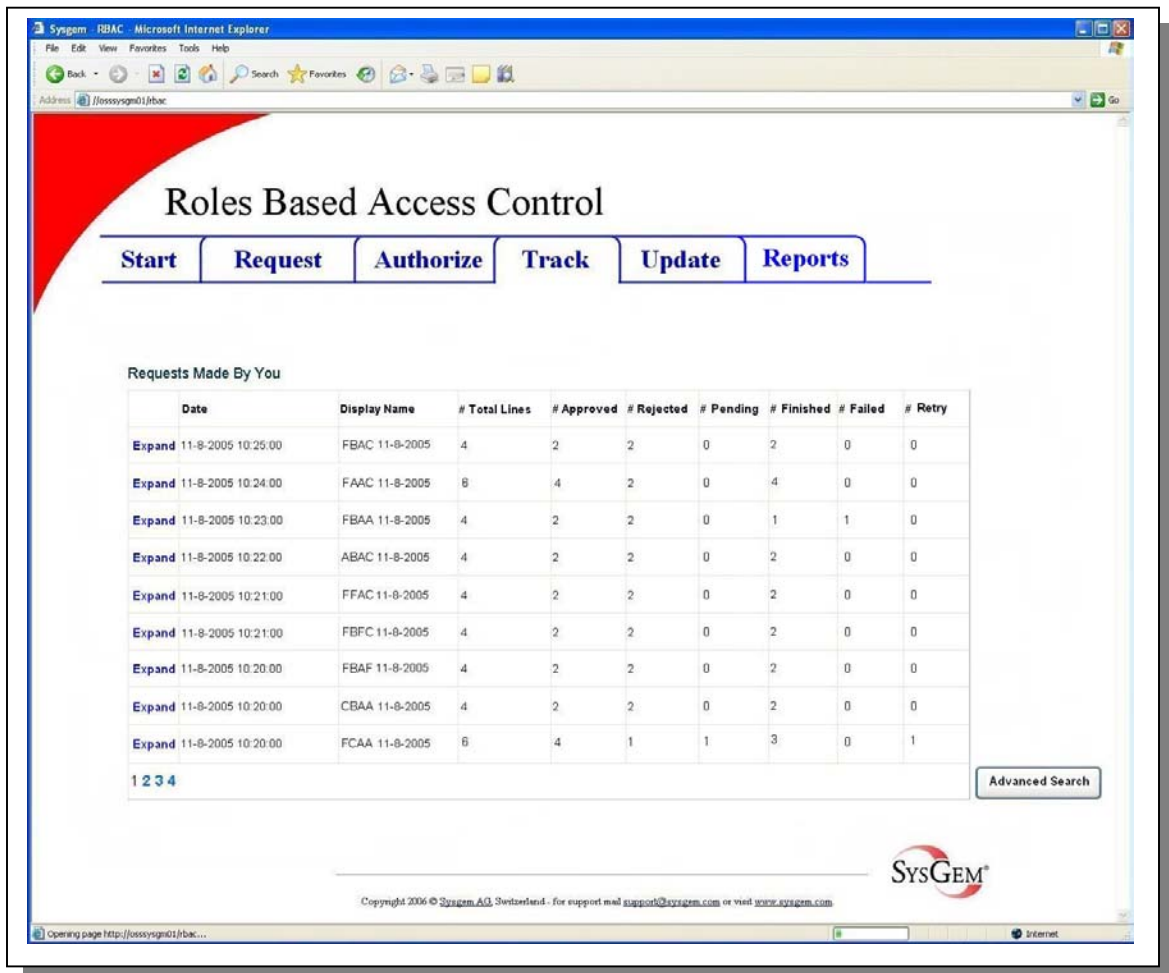 Sysgem - RBAC - Microsoft Internet Explorer
File Edit View Favorites Tools Help
Back Search Favorites
Address //osssysgm01/rbac Go
Roles Based Access Control
Start Request Authorize Track Update Reports
Requests Made By You
Date Display Name # Total Lines # Approved # Rejected # Pending # Finished # Failed # Retry
Expand 11-8-2005 10:25:00 FBAC 11-8-2005 4 2 2 0 2 0 0
Expand 11-8-2005 10:24:00 FAAC 11-8-2005 6 4 2 0 4 0 0
Expand 11-8-2005 10:23:00 FBAA 11-8-2005 4 2 2 0 1 1 0
Expand 11-8-2005 10:22:00 ABAC 11-8-2005 4 2 2 0 2 0 0
Expand 11-8-2005 10:21:00 FFAC 11-8-2005 4 2 2 0 2 0 0
Expand 11-8-2005 10:21:00 FBFC 11-8-2005 4 2 2 0 2 0 0
Expand 11-8-2005 10:20:00 FBAF 11-8-2005 4 2 2 0 2 0 0
Expand 11-8-2005 10:20:00 CBAA 11-8-2005 4 2 2 0 2 0 0
Expand 11-8-2005 10:20:00 FCAA 11-8-2005 6 4 1 1 3 0 1
1 2 3 4
Advanced Search
SYSGEM®
Copyright 2006 © Sysgem AG, Switzerland - for support mail support@sysgem.com or visit www.sysgem.com.
Opening page http://osssysgm01/rbac... Internet